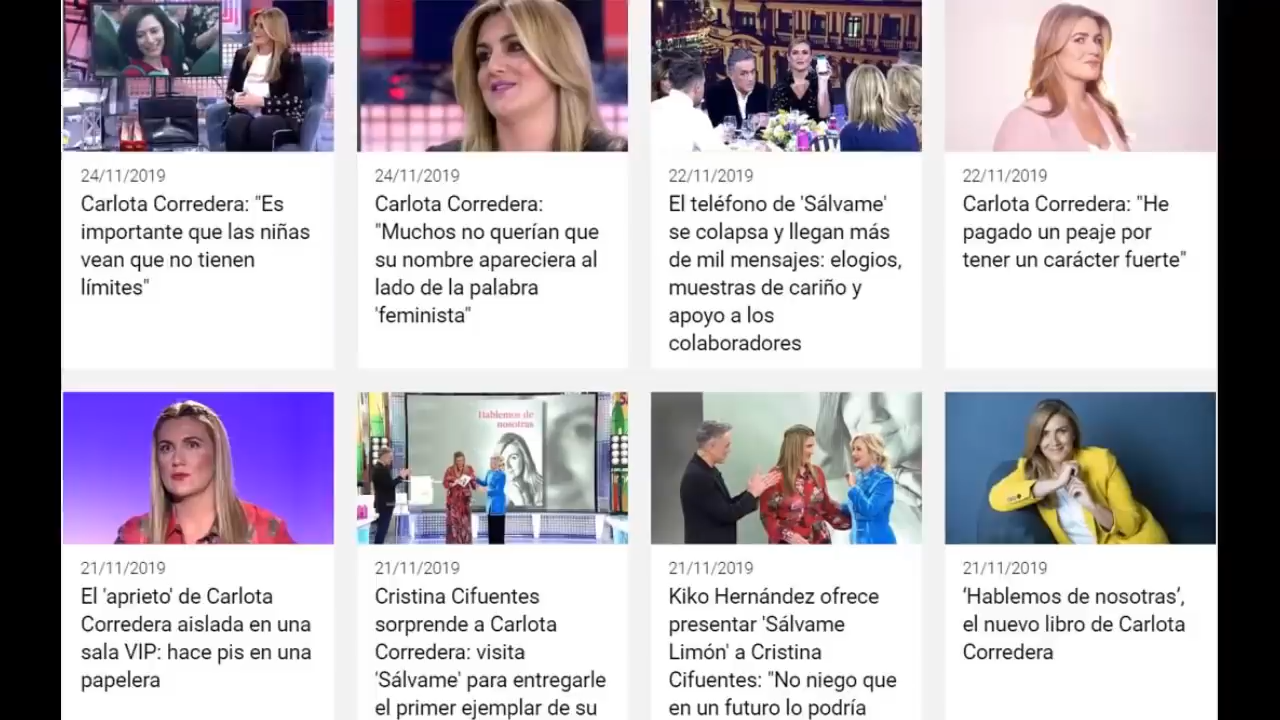 24/11/2019
Carlota Corredera: "Es
importante que las niñas
vean que no tienen
límites"
24/11/2019
Carlota Corredera:
"Muchos no querían que
su nombre apareciera al
lado de la palabra
'feminista"
22/11/2019
El teléfono de 'Sálvame'
se colapsa y llegan más
de mil mensajes: elogios,
muestras de cariño y
apoyo a los
colaboradores
22/11/2019
Carlota Corredera: "He
pagado un peaje por
tener un carácter fuerte"
21/11/2019
El 'aprieto' de Carlota
Corredera aislada en una
sala VIP: hace pis en una
papelera
Hablemos de
nosotras
21/11/2019
Cristina Cifuentes
sorprende a Carlota
Corredera: visita
'Sálvame' para entregarle
el primer ejemplar de su
21/11/2019
Kiko Hernández ofrece
presentar 'Sálvame
Limón' a Cristina
Cifuentes: "No niego que
en un futuro lo podría
21/11/2019
‘Hablemos de nosotras’,
el nuevo libro de Carlota
Corredera